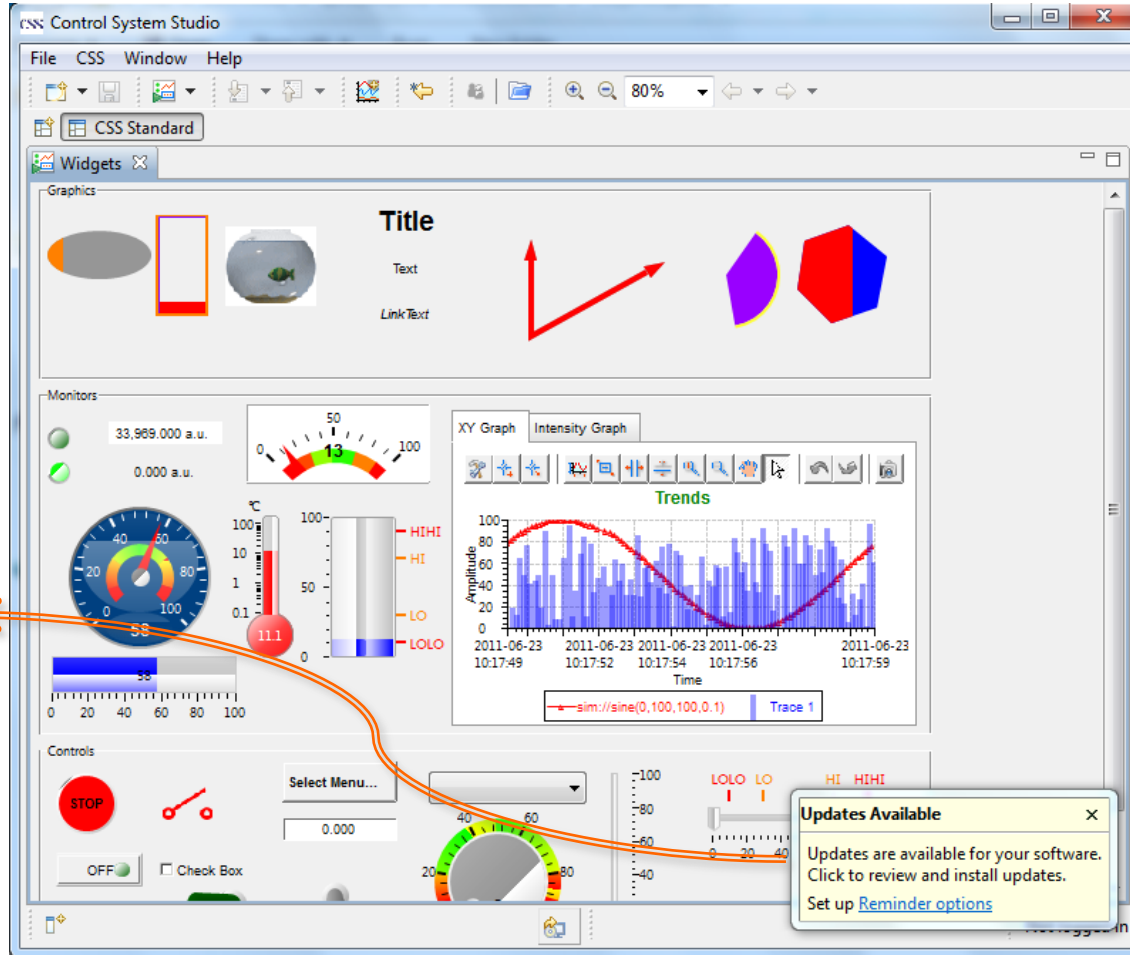 CSS Control System Studio
File CSS Window Help
80%
CSS Standard
Widgets
Graphics
Title
Text
LinkText
Monitors
33,969.000 a.u.
0.000 a.u.
0 50 100
13
XY Graph Intensity Graph
Trends
0 20 40 60 80 100
58
℃
100
10
1
0.1
11.1
100
50
0
HIHI
HI
LO
LOLO
Amplitude
100
80
60
40
20
0
2011-06-23 2011-06-23 2011-06-23 2011-06-23 2011-06-23
10:17:49 10:17:52 10:17:54 10:17:56 10:17:59
Time
sim://sine(0,100,100,0.1) Trace 1
58
0 20 40 60 80 100
Controls
STOP
Select Menu...
0.000
OFF
Check Box
20 40 60 80
100
80
60
40
LOLO LO HI HIHI
0 20 40
Updates Available
Updates are available for your software.
Click to review and install updates.
Set up Reminder options